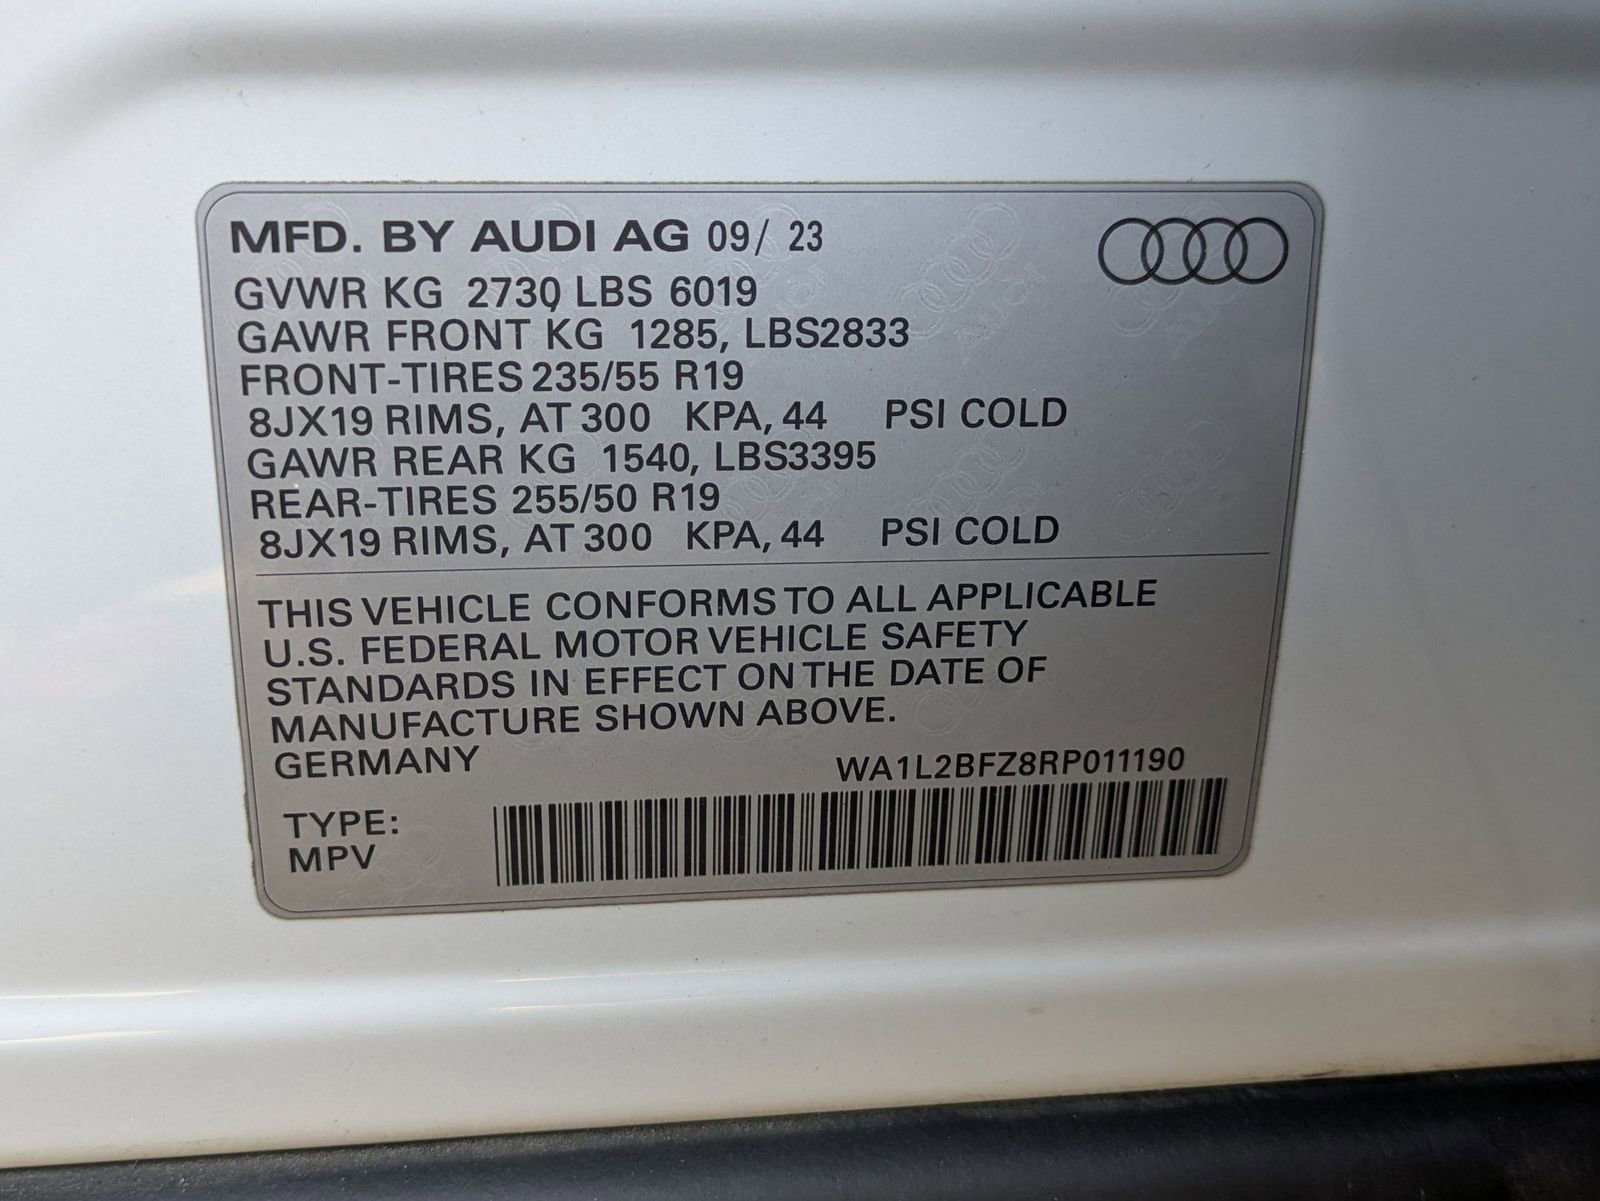 MFD. BY AUDI AG 09/ 23
GVWR KG 2730, LBS 6019
GAWR FRONT KG 1285, LBS2833
FRONT-TIRES 235/55 R19
8JX19 RIMS, AT 300 KPA, 44 PSI COLD
GAWR REAR KG 1540, LBS3395
REAR-TIRES 255/50 R19
8JX19 RIMS, AT 300 KPA, 44 PSI COLD
THIS VEHICLE CONFORMS TO ALL APPLICABLE
U.S. FEDERAL MOTOR VEHICLE SAFETY
STANDARDS IN EFFECT ON THE DATE OF
MANUFACTURE SHOWN ABOVE.
GERMANY
WA1L2BFZ8RP011190
TYPE:
MPV